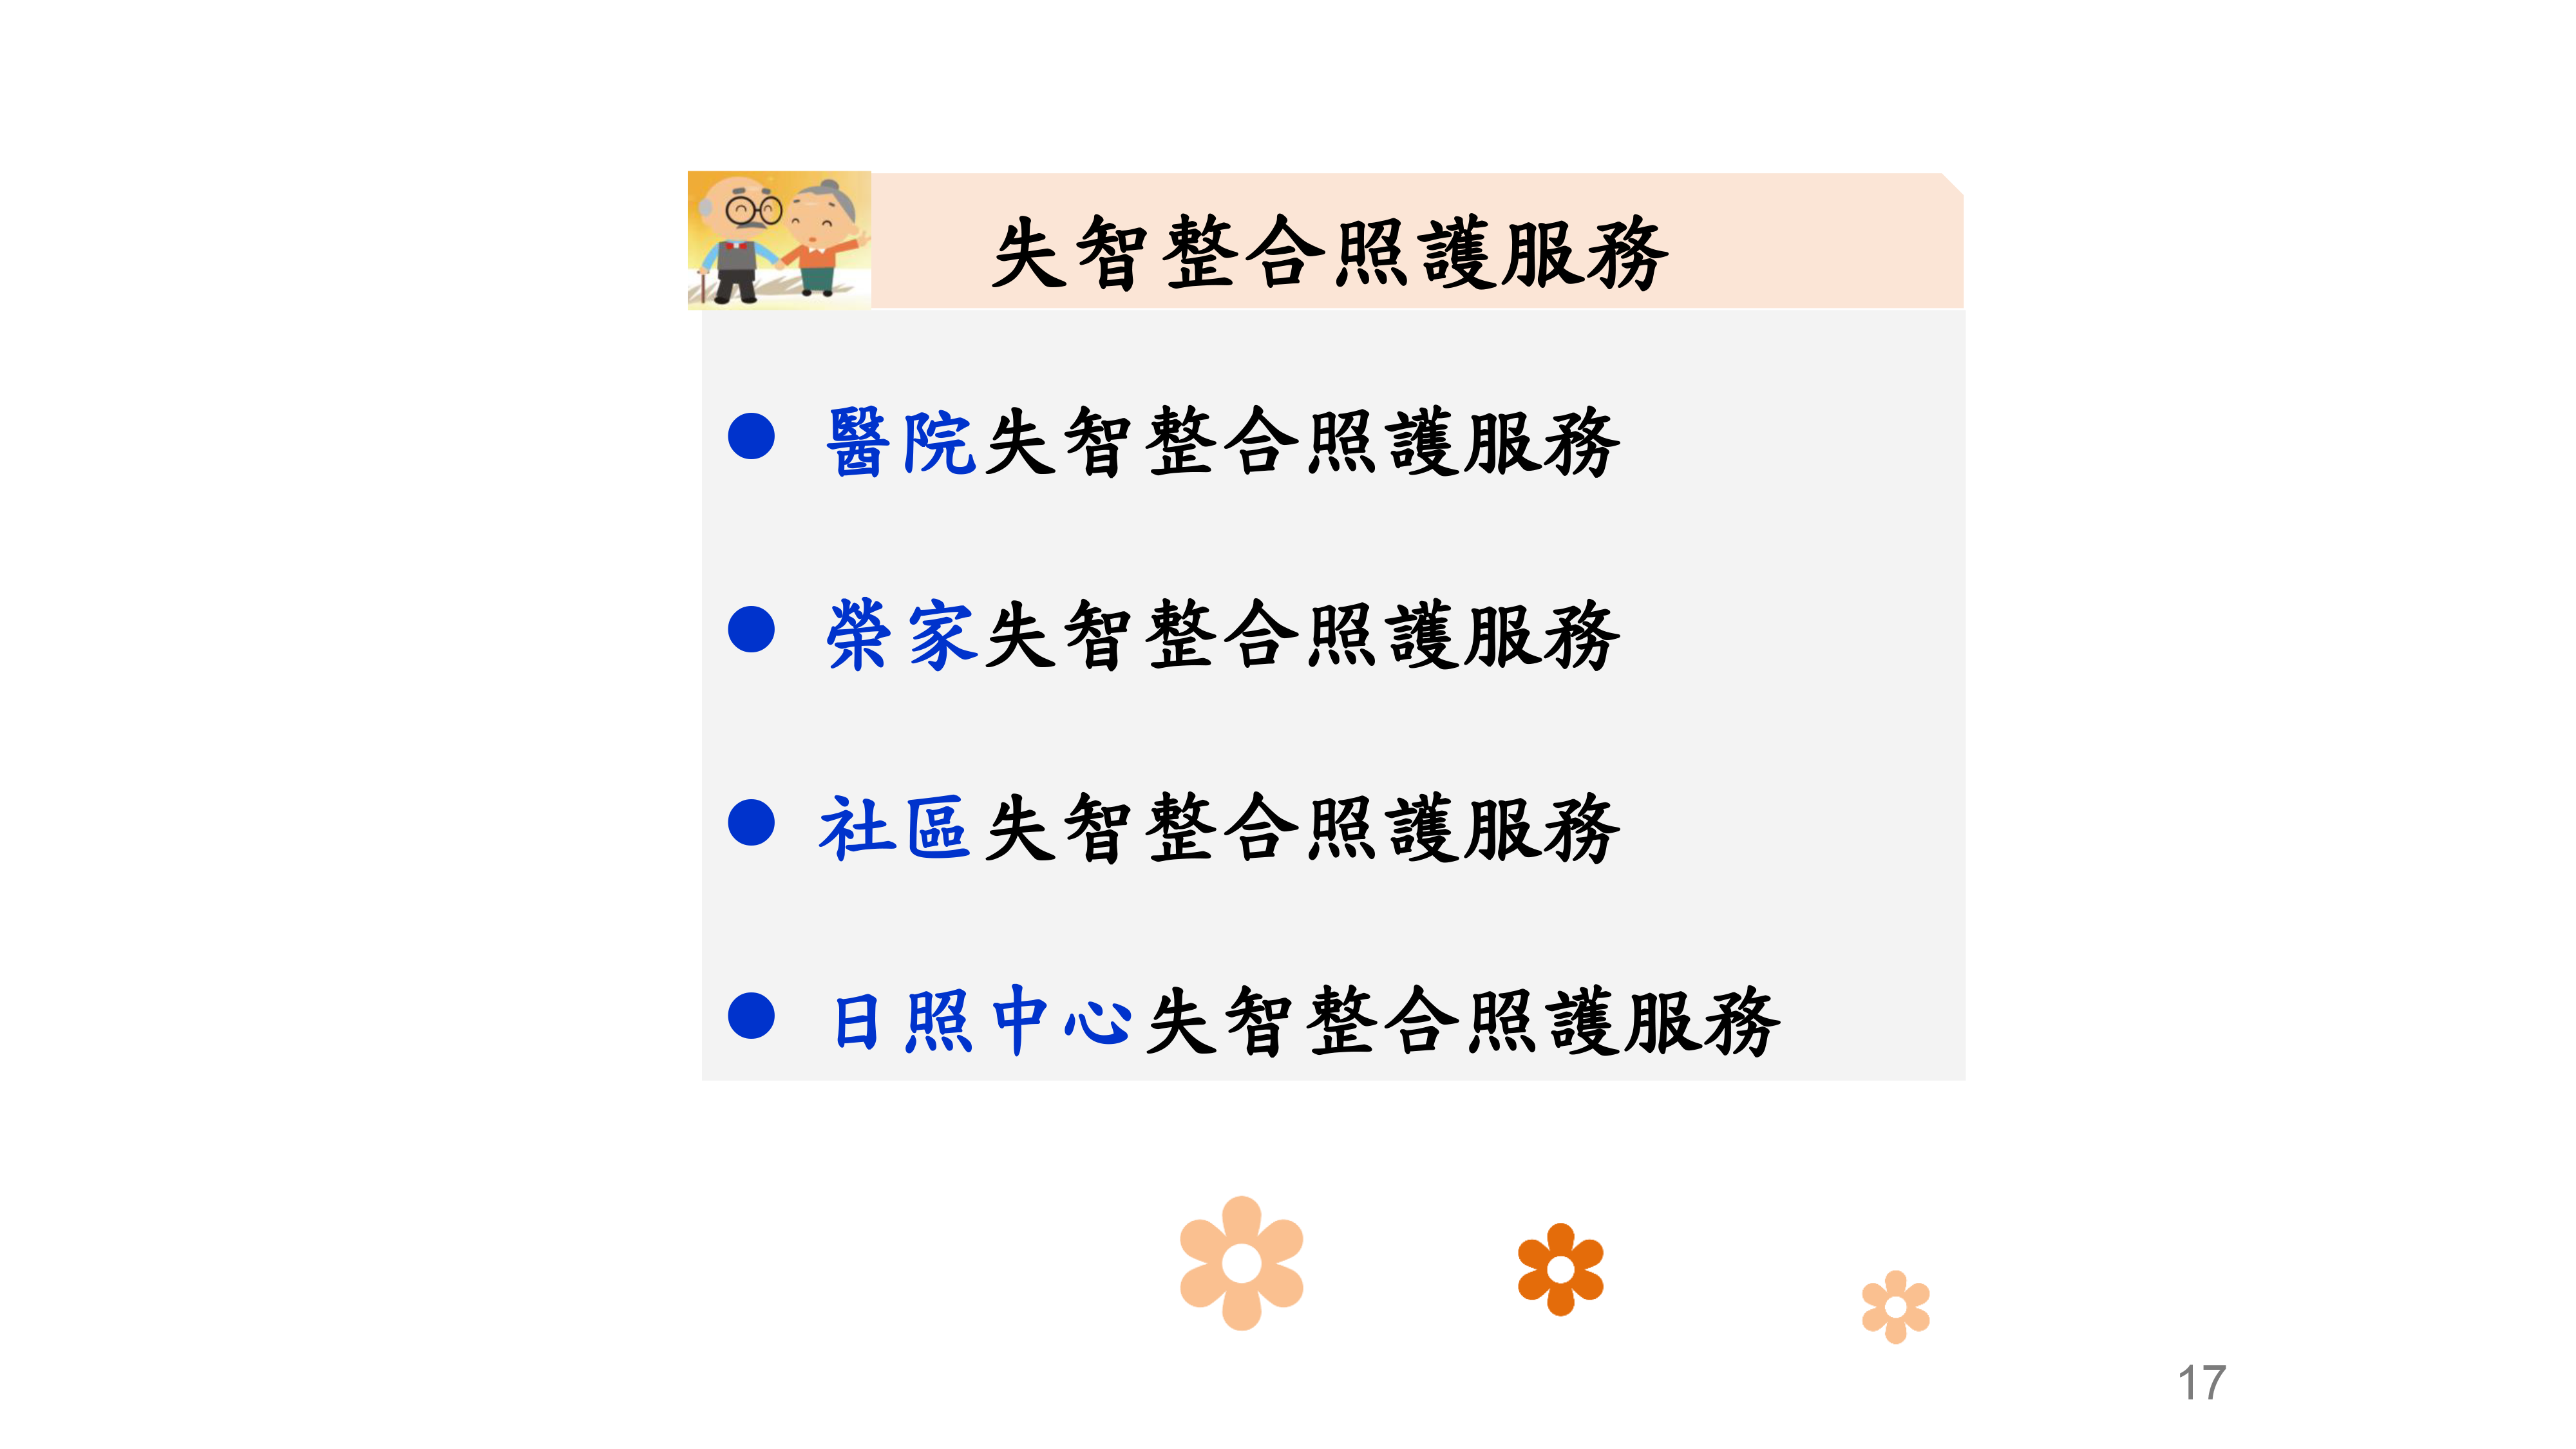 失智整合照護服務
● 醫院失智整合照護服務
● 榮家失智整合照護服務
● 社區失智整合照護服務
● 日照中心失智整合照護服務
17